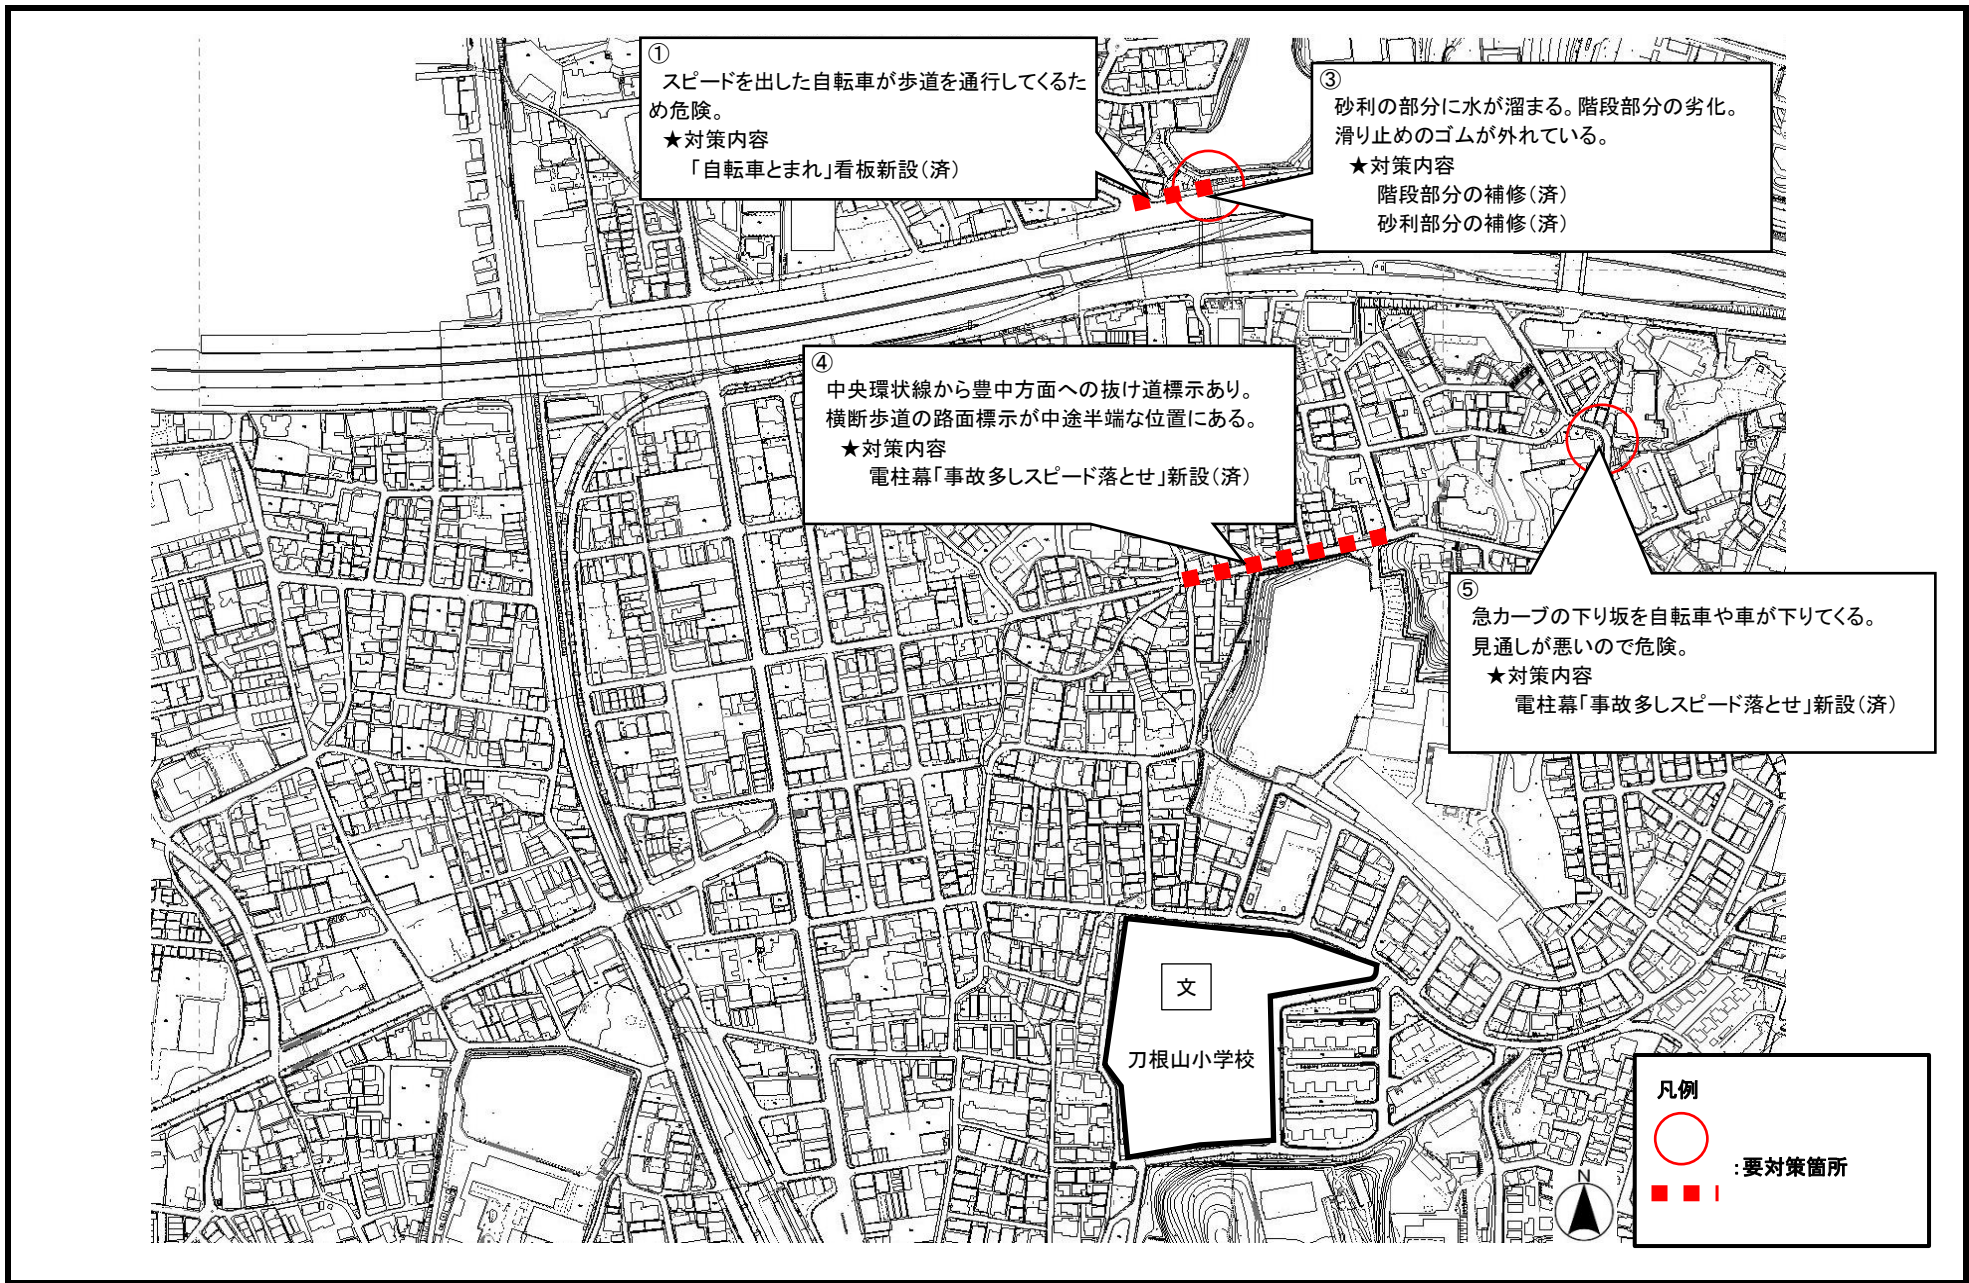 ①
スピードを出した自転車が歩道を通行してくるた
め危険。
★対策内容
「自転車とまれ」看板新設(済)
③
砂利の部分に水が溜まる。階段部分の劣化。
滑り止めのゴムが外れている。
★対策内容
階段部分の補修(済)
砂利部分の補修(済)
④
中央環状線から豊中方面への抜け道標示あり。
横断歩道の路面標示が中途半端な位置にある。
★対策内容
電柱幕「事故多しスピード落とせ」新設(済)
⑤
急カーブの下り坂を自転車や車が下りてくる。
見通しが悪いので危険。
★対策内容
電柱幕「事故多しスピード落とせ」新設(済)
文
刀根山小学校
凡例
:要対策箇所
N